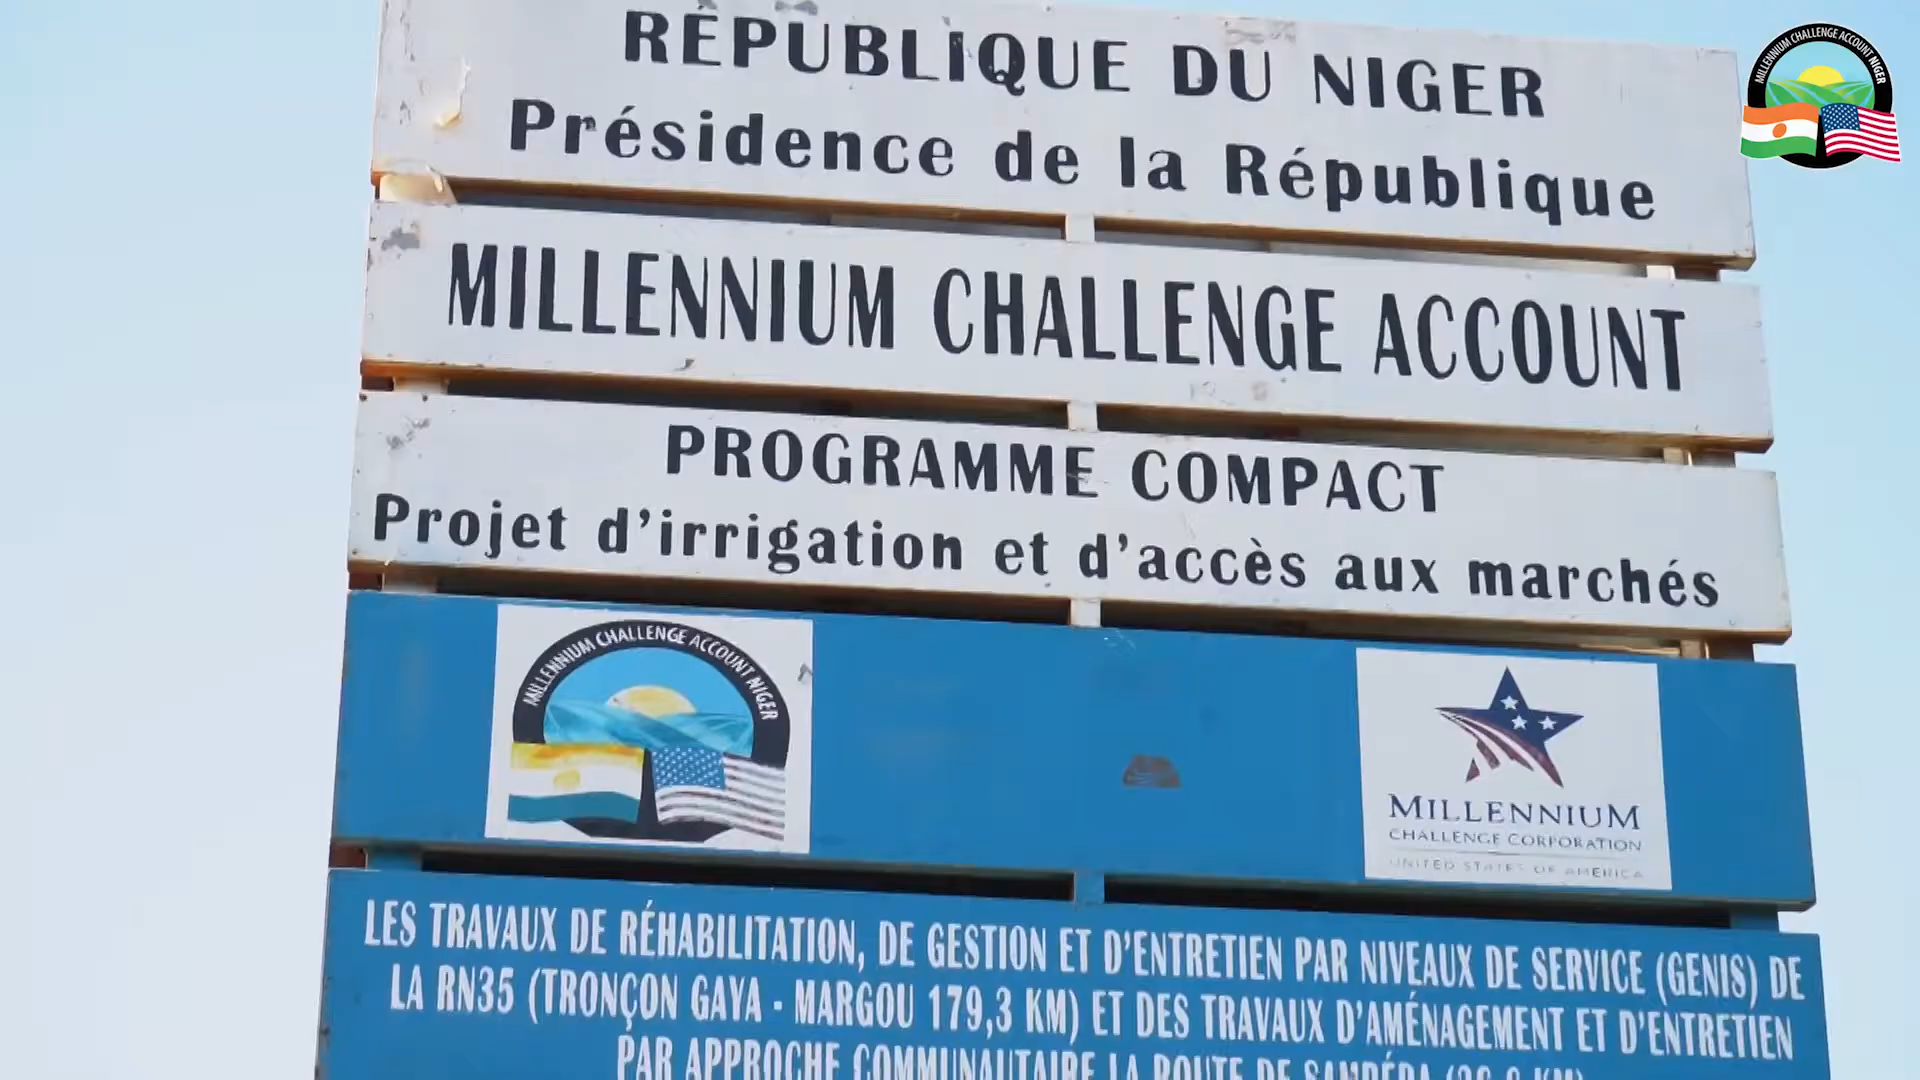 RÉPUBLIQUE DU NIGER
Présidence de la République
MILLENNIUM CHALLENGE ACCOUNT NIGER
MILLENNIUM CHALLENGE ACCOUNT
PROGRAMME COMPACT
Projet d'irrigation et d'accès aux marchés
MILLENNIUM CHALLENGE ACCOUNT NIGER
MILLENNIUM
CHALLENGE CORPORATION
UNITED STATES OF AMERICA
LES TRAVAUX DE RÉHABILITATION, DE GESTION ET D'ENTRETIEN PAR NIVEAUX DE SERVICE (GENIS) DE
LA RN35 (TRONÇON GAYA - MARGOU 179,3 KM) ET DES TRAVAUX D'AMÉNAGEMENT ET D'ENTRETIEN
PAR APPROCHE COMMUNAUTAIRE LA ROUTE DE